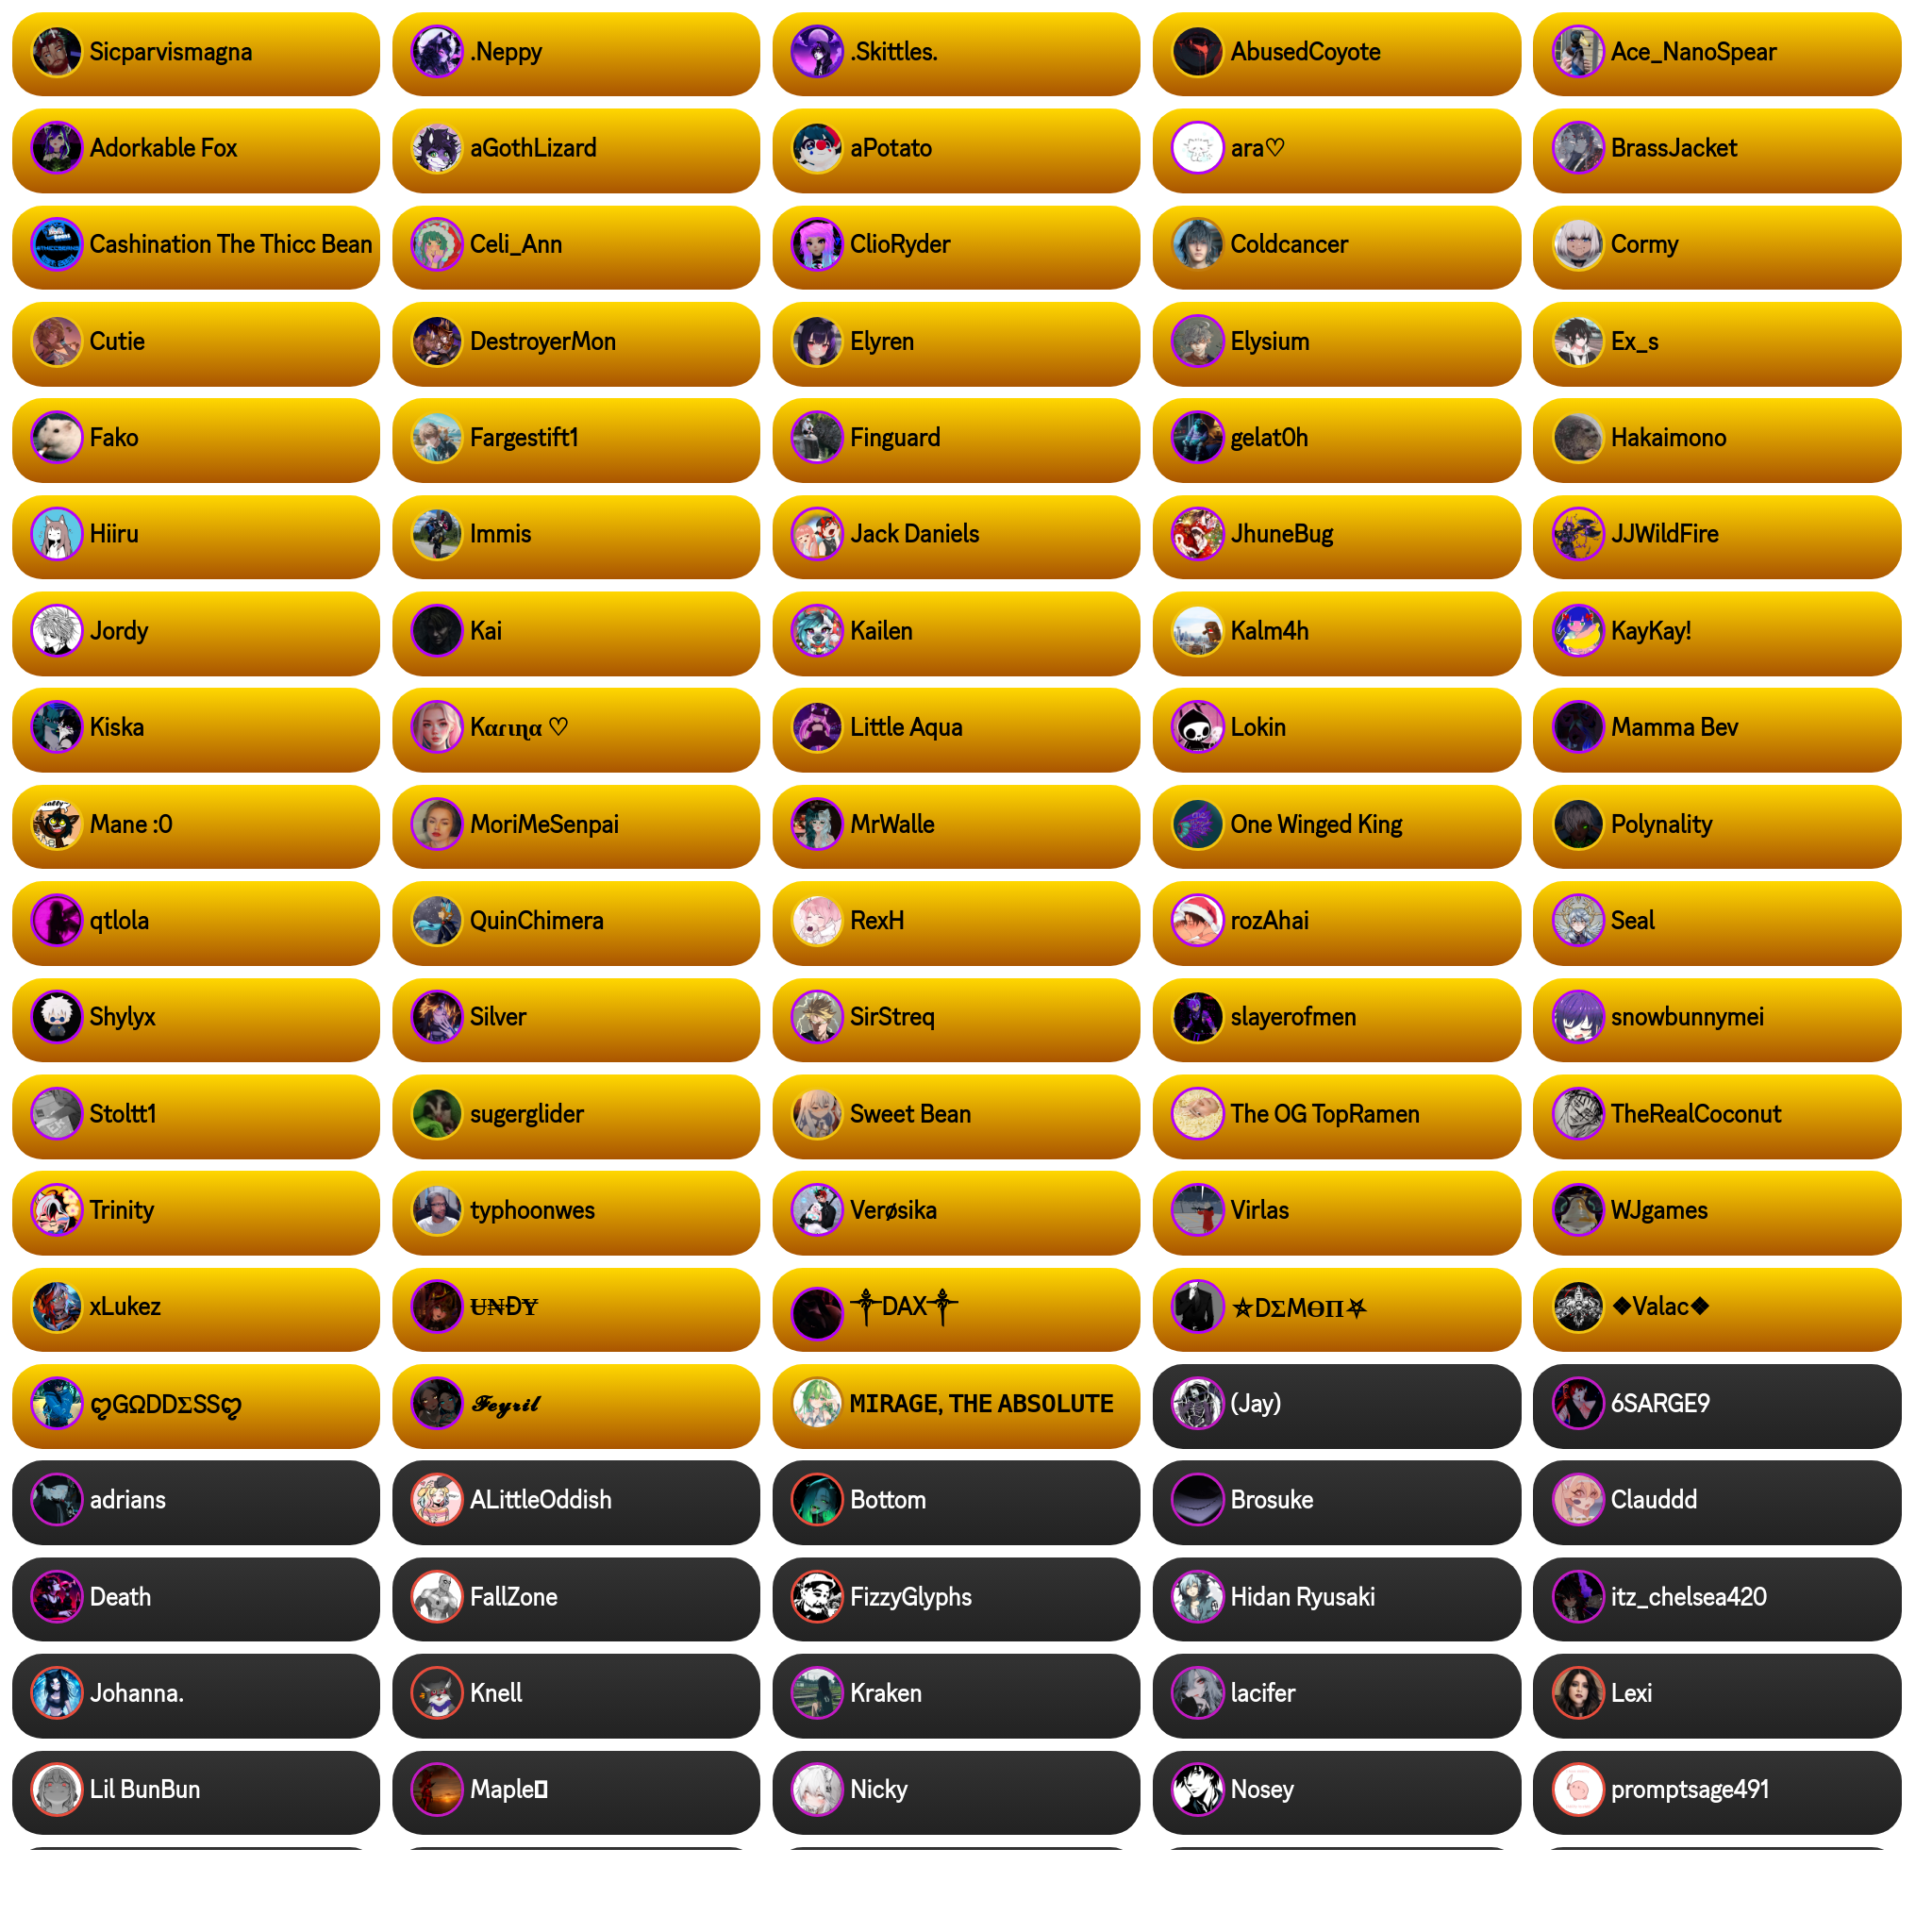 Sicparvismagna
.Neppy
.Skittles.
AbusedCoyote
Ace_NanoSpear
Adorkable Fox
aGothLizard
aPotato
ara♡
BrassJacket
Cashination The Thicc Bean
Celi_Ann
ClioRyder
Coldcancer
Cormy
Cutie
DestroyerMon
Elyren
Elysium
Ex_s
Fako
Fargestift1
Finguard
gelat0h
Hakaimono
Hiiru
Immis
Jack Daniels
JhuneBug
JJWildFire
Jordy
Kai
Kailen
Kalm4h
KayKay!
Kiska
Kαɾιɳα ♡
Little Aqua
Lokin
Mamma Bev
Mane :0
MoriMeSenpai
MrWalle
One Winged King
Polynality
qtlola
QuinChimera
RexH
rozAhai
Seal
Shylyx
Silver
SirStreq
slayerofmen
snowbunnymei
Stoltt1
sugerglider
Sweet Bean
The OG TopRamen
TheRealCoconut
Trinity
typhoonwes
Verøsika
Virlas
WJgames
xLukez
ɄNĐɎ
༒DAX༒
⛥DΣMӨΠ⛧
❖Valac❖
ღGΩDDΣSSღ
𝓕𝓮𝔂𝓻𝓲𝓵
MIRAGE, THE ABSOLUTE
(Jay)
6SARGE9
adrians
ALittleOddish
Bottom
Brosuke
Clauddd
Death
FallZone
FizzyGlyphs
Hidan Ryusaki
itz_chelsea420
Johanna.
Knell
Kraken
lacifer
Lexi
Lil BunBun
Maple
Nicky
Nosey
promptsage491